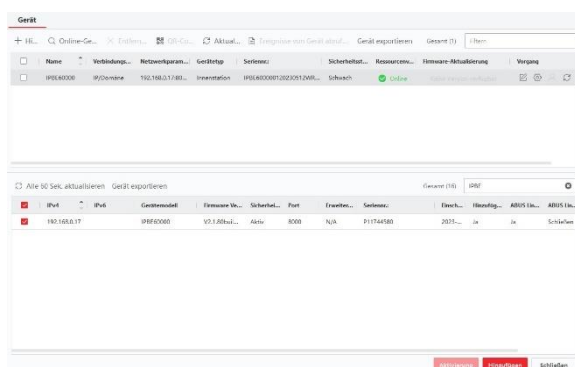 Gerät
+ Hi... Online-Ge... Entfern... QR-Co... Aktual... Ereignisse vom Gerät abruf... Gerät exportieren Gesamt (1) Filtern
Name Verbindungs... Netzwerkparam... Gerätetyp Seriennr.: Sicherheitsst... Ressourcenv... Firmware-Aktualisierung Vorgang
IPBE60000 IP/Domäne 192.168.0.17:80... Innenstation Schwach Online
Alle 60 Sek. aktualisieren Gerät exportieren Gesamt (16) IPBE
IPv4 IPv6 Gerätemodell Firmware Ve... Sicherhei... Port Erweiter... Seriennr.: Einsch... Hinzufüg... ABUS Lin... ABUS Lin...
192.168.0.17 IPBE60000 Aktiv 8000 N/A P11744580 2023-... Ja Ja Schließen
Aktivierung Hinzufügen Schließen